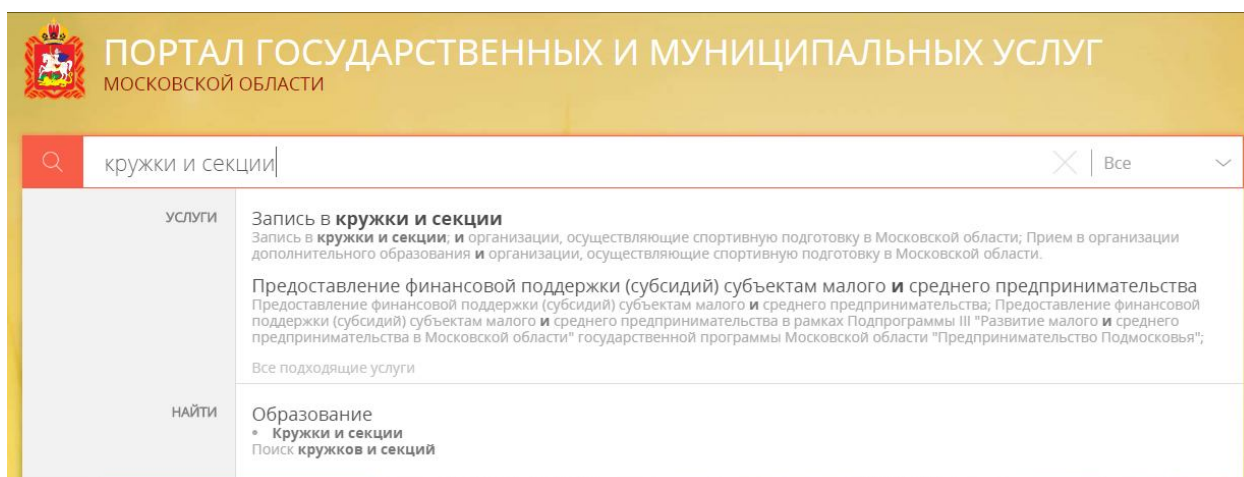 ПОРТАЛ ГОСУДАРСТВЕННЫХ И МУНИЦИПАЛЬНЫХ УСЛУГ
МОСКОВСКОЙ ОБЛАСТИ
кружки и секции
Все
УСЛУГИ
Запись в кружки и секции
Запись в кружки и секции; и организации, осуществляющие спортивную подготовку в Московской области; Прием в организации
дополнительного образования и организации, осуществляющие спортивную подготовку в Московской области.
Предоставление финансовой поддержки (субсидий) субъектам малого и среднего предпринимательства
Предоставление финансовой поддержки (субсидий) субъектам малого и среднего предпринимательства; Предоставление финансовой
поддержки (субсидий) субъектам малого и среднего предпринимательства в рамках Подпрограммы III "Развитие малого и среднего
предпринимательства в Московской области" государственной программы Московской области "Предпринимательство Подмосковья";
Все подходящие услуги
НАЙТИ
Образование
• Кружки и секции
Поиск кружков и секций